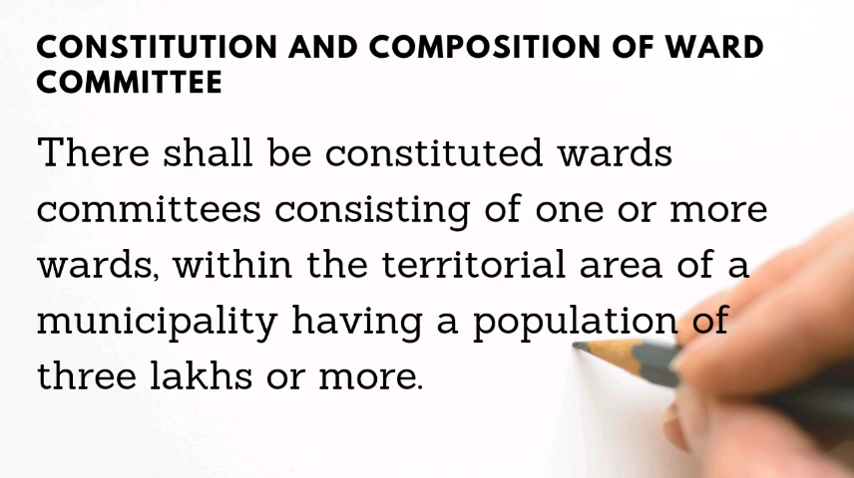 CONSTITUTION AND COMPOSITION OF WARD
COMMITTEE
There shall be constituted wards
committees consisting of one or more
wards, within the territorial area of a
municipality having a population of
three lakhs or more.